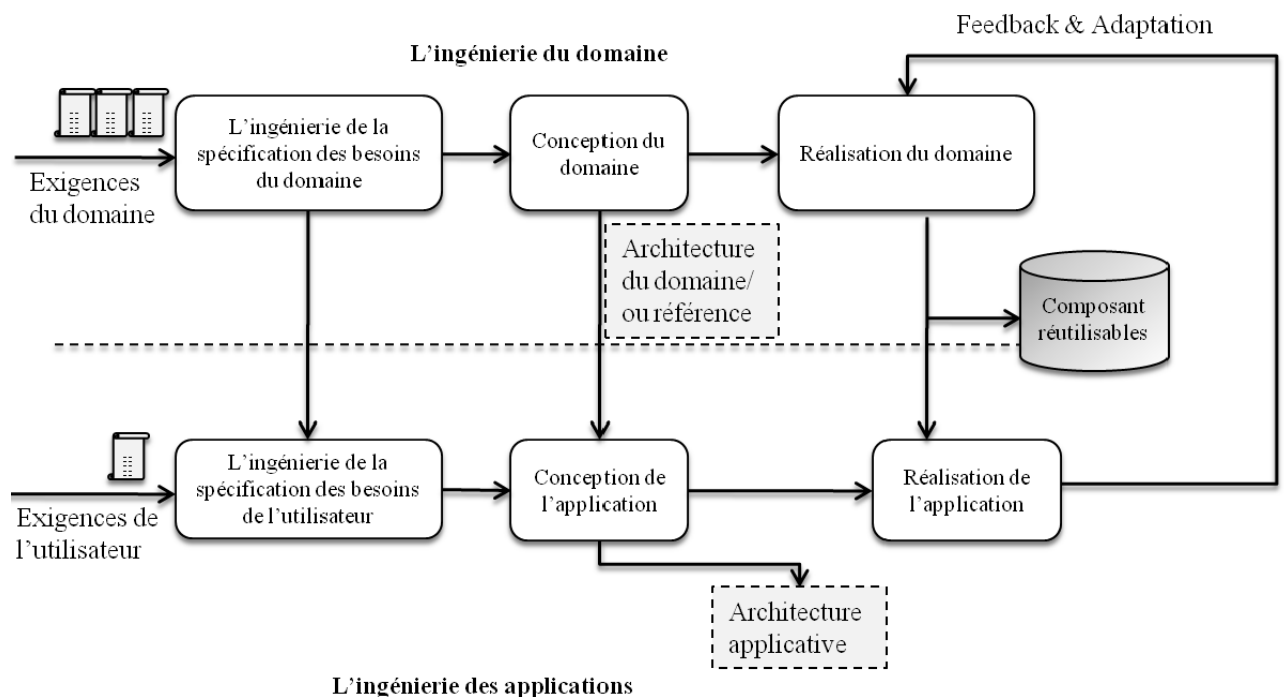 Feedback & Adaptation
L'ingénierie du domaine
L'ingénierie de la
spécification des besoins
du domaine
Conception du
domaine
Réalisation du domaine
Exigences
du domaine
Architecture
du domaine/
ou référence
Composant
réutilisables
L'ingénierie de la
spécification des besoins
de l'utilisateur
Conception de
l'application
Réalisation de
l'application
Exigences de
l'utilisateur
Architecture
applicative
L'ingénierie des applications